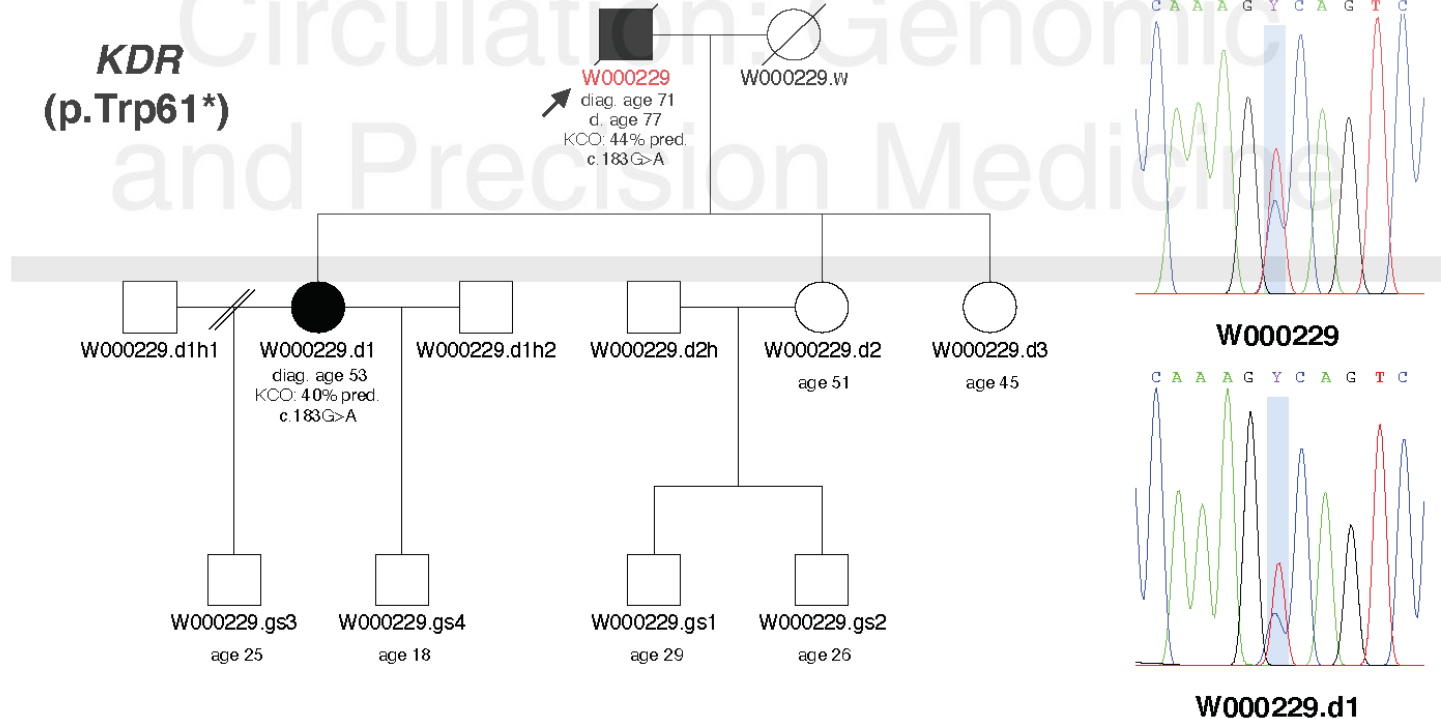 Circulation: Genomic
and Precision Medicine
KDR
(p.Trp61*)
W000229
diag. age 71
d. age 77
KCO: 44% pred.
c.183G>A
W000229.w
W000229.d1h1
W000229.d1
diag. age 53
KCO: 40% pred.
c.183G>A
W000229.d1h2
W000229.d2h
W000229.d2
age 51
W000229.d3
age 45
W000229.gs3
age 25
W000229.gs4
age 18
W000229.gs1
age 29
W000229.gs2
age 26
C A A A G Y C A G T C
W000229
C A A A G Y C A G T C
W000229.d1